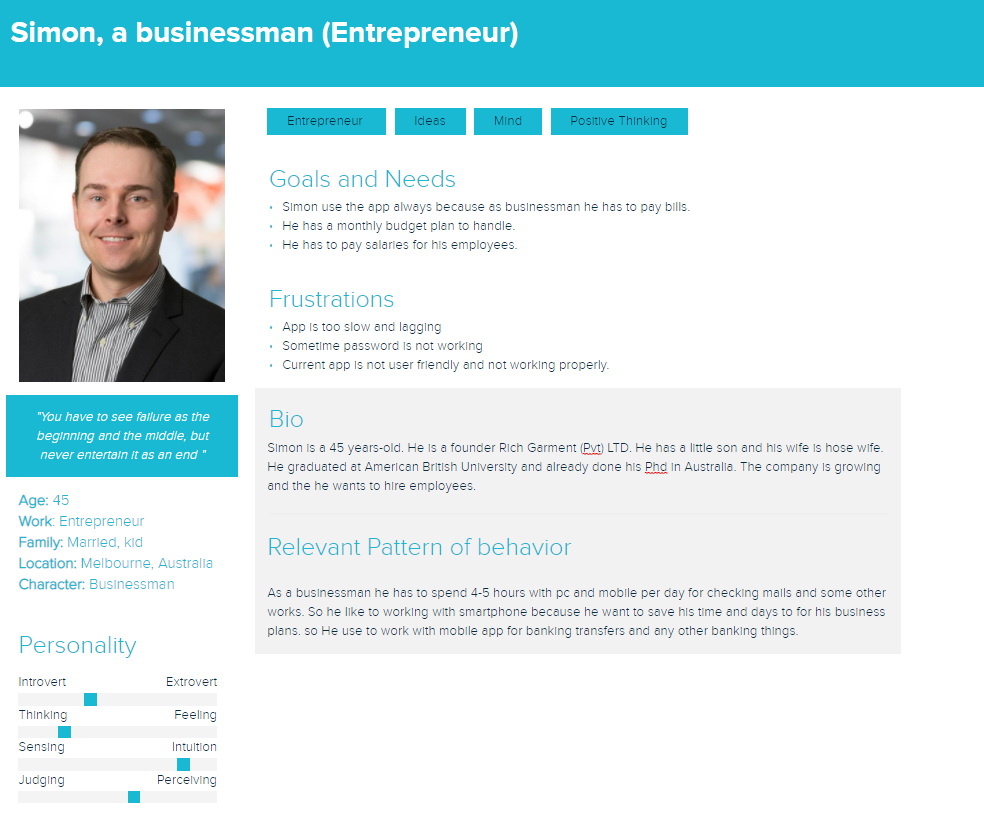 Simon, a businessman (Entrepreneur)
Entrepreneur
Ideas
Mind
Positive Thinking
Goals and Needs
Simon use the app always because as businessman he has to pay bills.
He has a monthly budget plan to handle.
He has to pay salaries for his employees.
Frustrations
App is too slow and lagging
Sometime password is not working
Current app is not user friendly and not working properly.
"You have to see failure as the
beginning and the middle, but
never entertain it as an end "
Age: 45
Work: Entrepreneur
Family: Married, kid
Location: Melbourne, Australia
Character: Businessman
Personality
Introvert Extrovert
Thinking Feeling
Sensing Intuition
Judging Perceiving
Bio
Simon is a 45 years-old. He is a founder Rich Garment (Pvt) LTD. He has a little son and his wife is hose wife.
He graduated at American British University and already done his Phd in Australia. The company is growing
and the he wants to hire employees.
Relevant Pattern of behavior
As a businessman he has to spend 4-5 hours with pc and mobile per day for checking mails and some other
works. So he like to working with smartphone because he want to save his time and days to for his business
plans. so He use to work with mobile app for banking transfers and any other banking things.